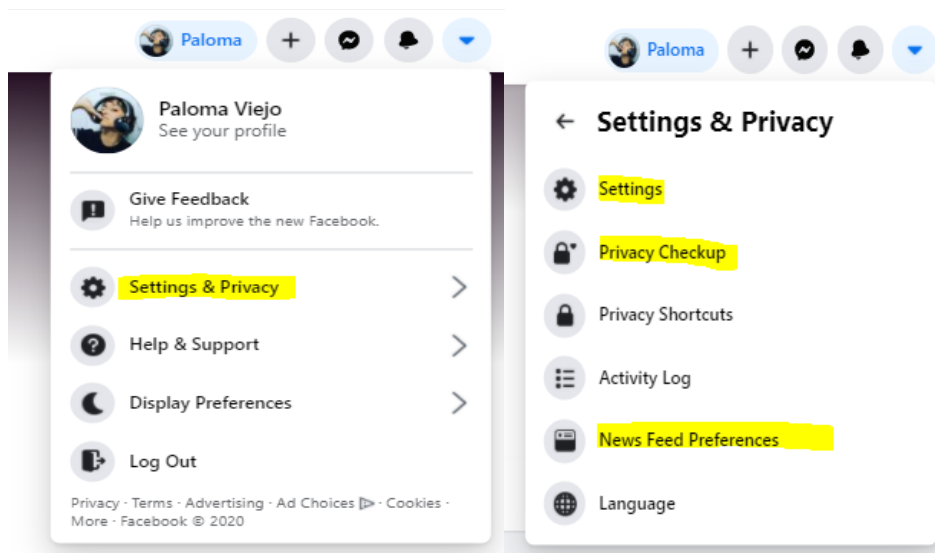 Paloma
Paloma Viejo
See your profile
Give Feedback
Help us improve the new Facebook.
Settings & Privacy
Help & Support
Display Preferences
Log Out
Privacy · Terms · Advertising · Ad Choices · Cookies ·
More · Facebook © 2020
Paloma
Settings & Privacy
Settings
Privacy Checkup
Privacy Shortcuts
Activity Log
News Feed Preferences
Language